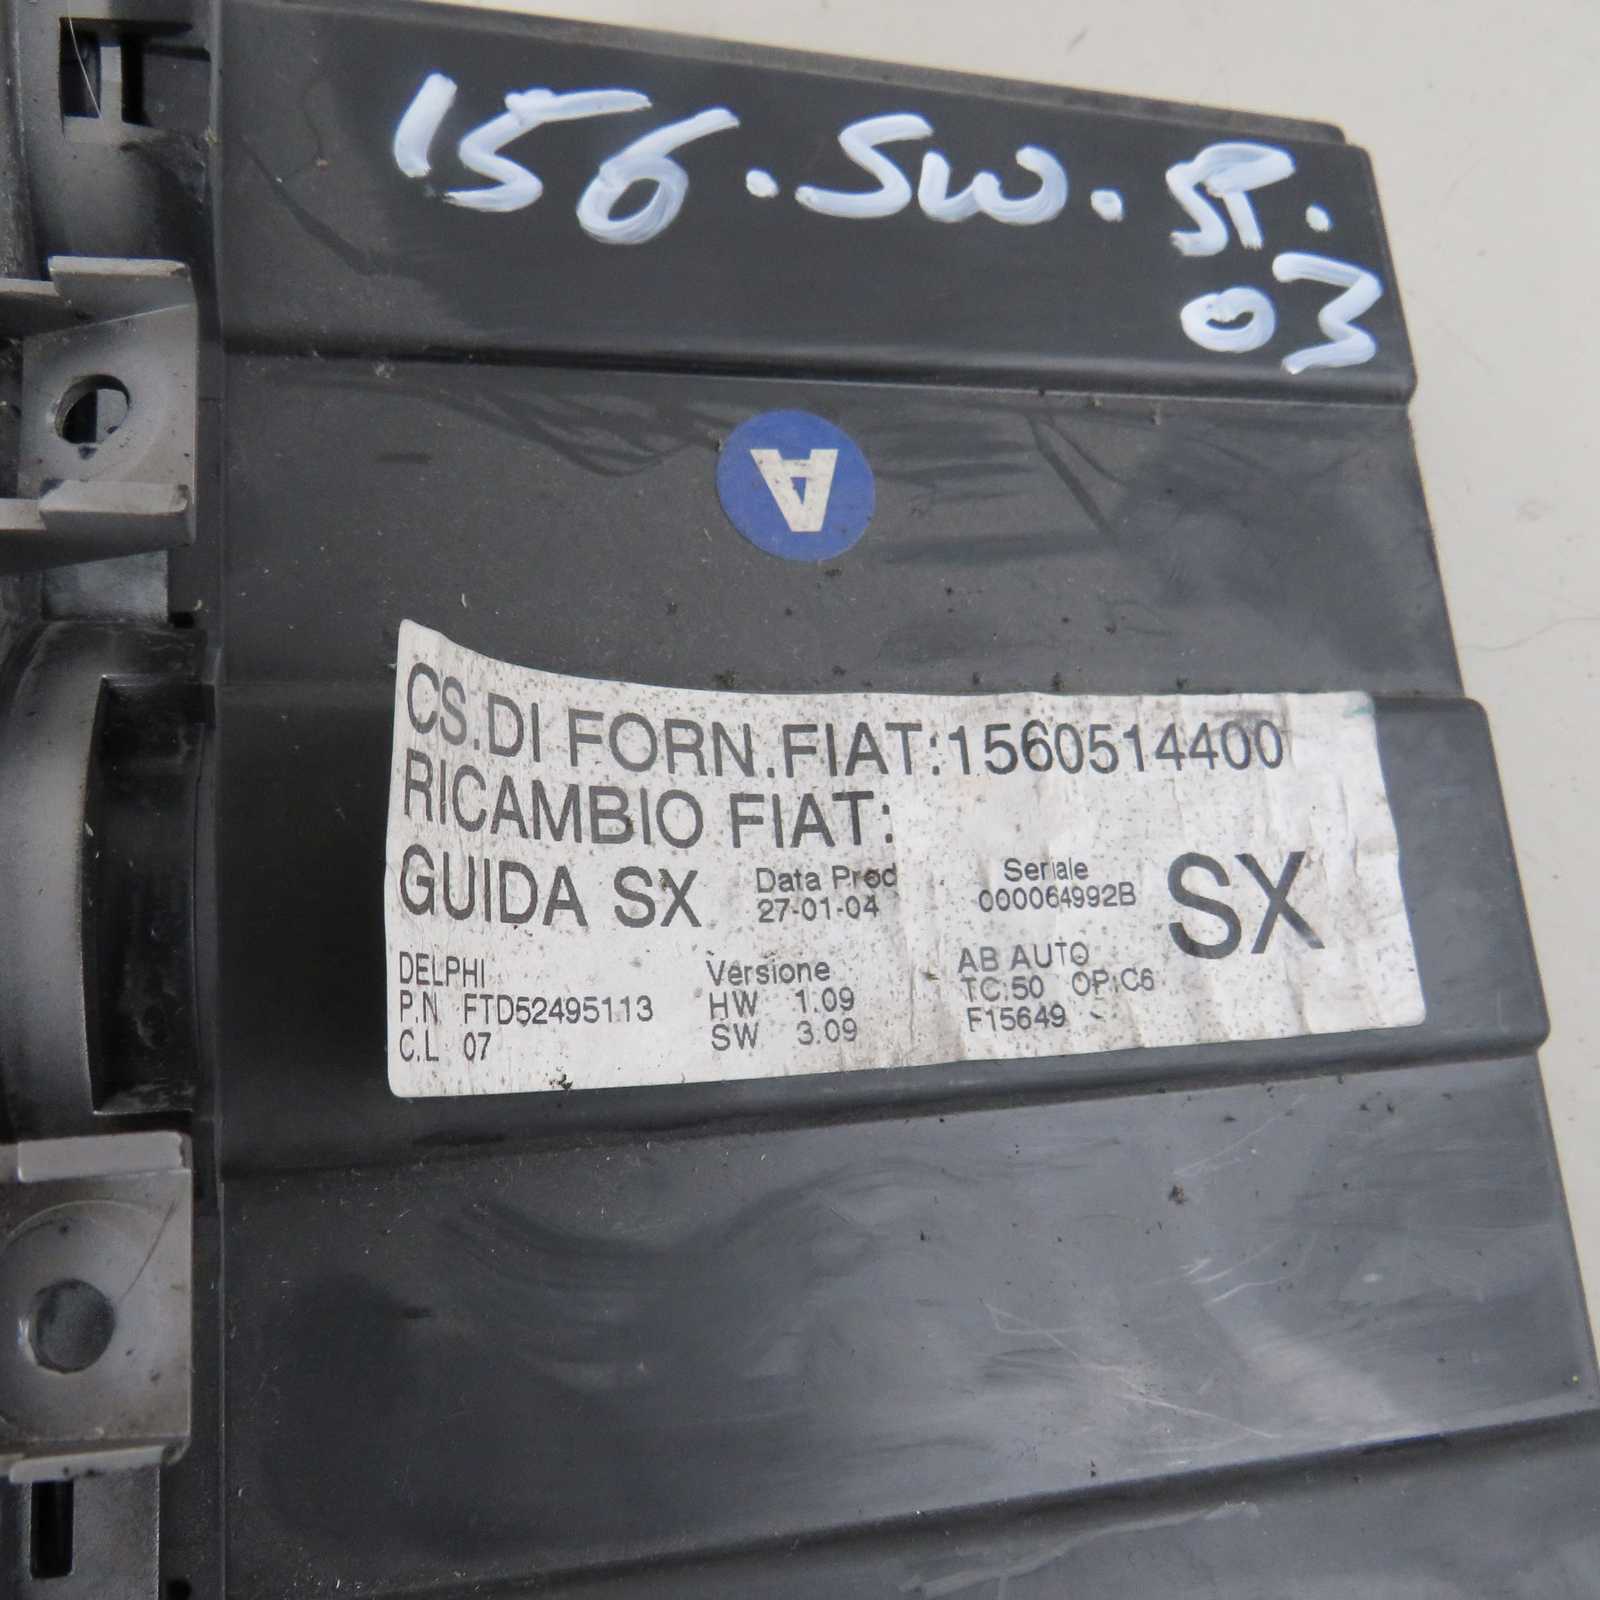 156.SW.ST.
03
A
CS.DI FORN.FIAT:1560514400
RICAMBIO FIAT:
GUIDA SX
Data Prod
27-01-04
Seriale
000064992B
SX
DELPHI
P.N FTD52495113
C.L 07
Versione
HW 1.09
SW 3.09
AB AUTO
TC:50 OP:C6
F15649